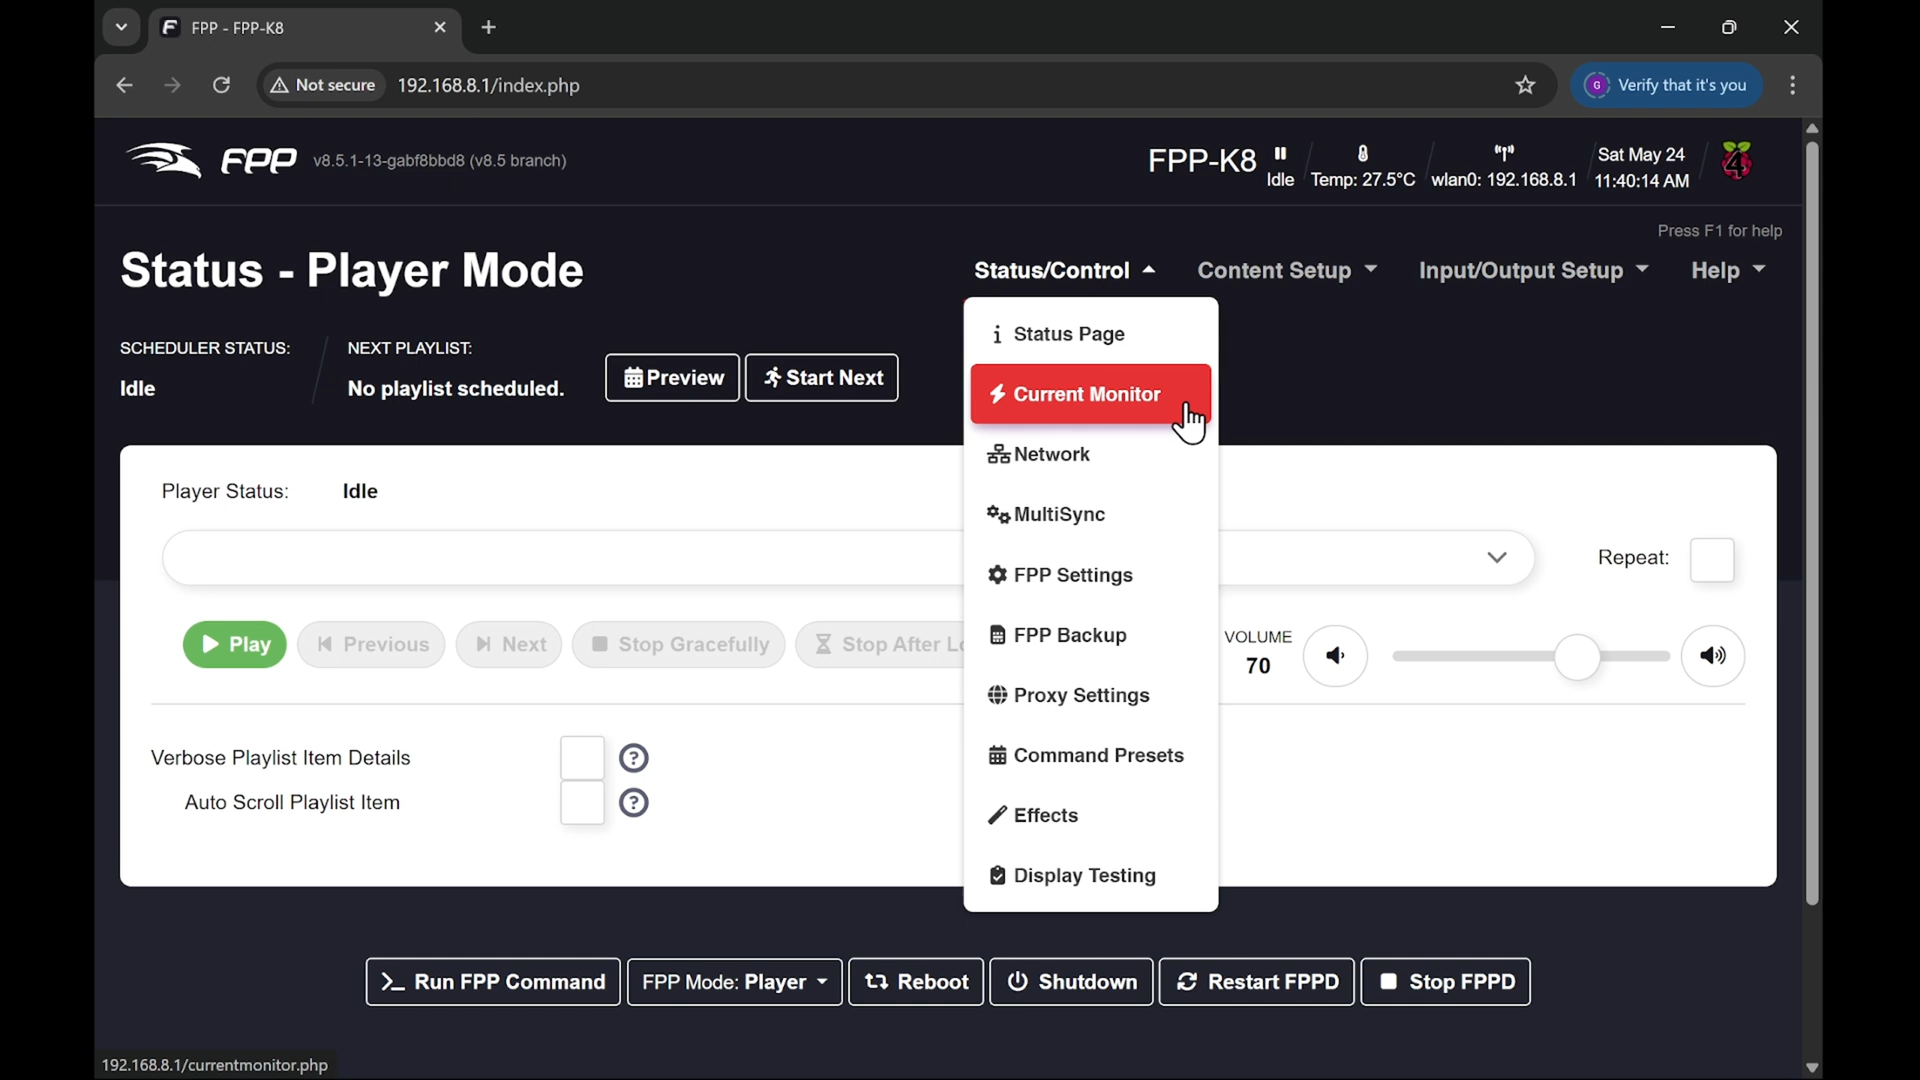 FPP - FPP-K8
Not secure
192.168.8.1/index.php
G
Verify that it's you
FPP
v8.5.1-13-gabf8bbd8 (v8.5 branch)
FPP-K8
Idle
Temp: 27.5°C
wlan0: 192.168.8.1
Sat May 24
11:40:14 AM
4
Press F1 for help
Status - Player Mode
Status/Control
Content Setup
Input/Output Setup
Help
SCHEDULER STATUS:
Idle
NEXT PLAYLIST:
No playlist scheduled.
Preview
Start Next
Status Page
Current Monitor
Network
MultiSync
FPP Settings
FPP Backup
Proxy Settings
Command Presets
Effects
Display Testing
Player Status:
Idle
Repeat:
Play
Previous
Next
Stop Gracefully
Stop After Lo
VOLUME
70
Verbose Playlist Item Details
?
Auto Scroll Playlist Item
?
Run FPP Command
FPP Mode: Player
Reboot
Shutdown
Restart FPPD
Stop FPPD
192.168.8.1/currentmonitor.php